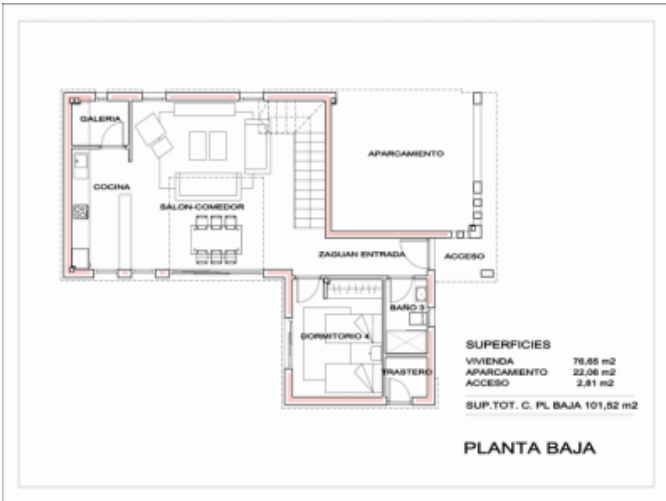 GALERIA
APARCAMIENTO
COCINA
SALON-COMEDOR
ZAGUAN ENTRADA
ACCESO
BAÑO 3
DORMITORIO 4
TRASTERO
SUPERFICIES
VIVIENDA 76,65 m2
APARCAMIENTO 22,06 m2
ACCESO 2,81 m2
SUP.TOT. C. PL BAJA 101,52 m2
PLANTA BAJA